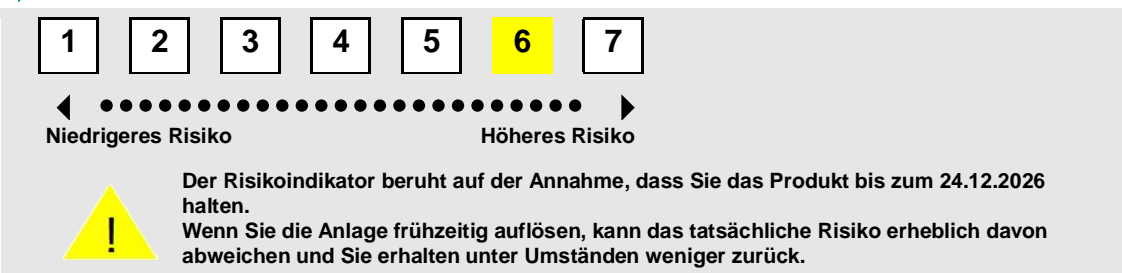 1 2 3 4 5 6 7
Niedrigeres Risiko Höheres Risiko
Der Risikoindikator beruht auf der Annahme, dass Sie das Produkt bis zum 24.12.2026
halten.
Wenn Sie die Anlage frühzeitig auflösen, kann das tatsächliche Risiko erheblich davon
abweichen und Sie erhalten unter Umständen weniger zurück.
!